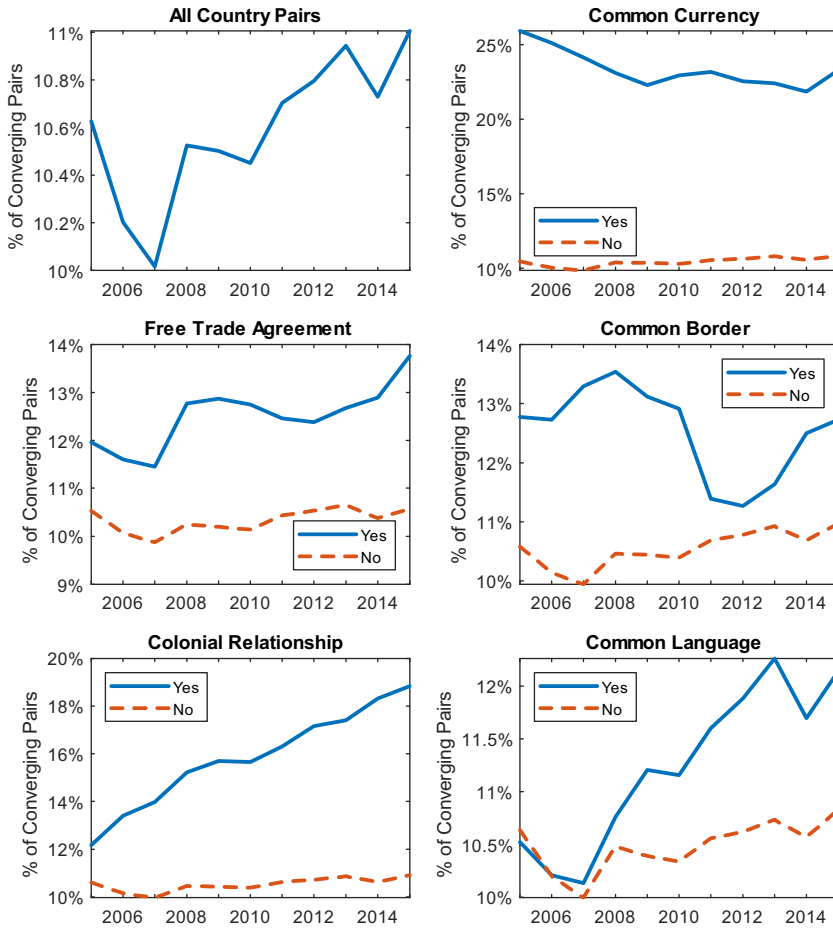 All Country Pairs
% of Converging Pairs
11%
10.8%
10.6%
10.4%
10.2%
10%
2006 2008 2010 2012 2014
Common Currency
% of Converging Pairs
25%
20%
15%
10%
Yes
No
2006 2008 2010 2012 2014
Free Trade Agreement
% of Converging Pairs
14%
13%
12%
11%
10%
9%
Yes
No
2006 2008 2010 2012 2014
Common Border
% of Converging Pairs
14%
13%
12%
11%
10%
Yes
No
2006 2008 2010 2012 2014
Colonial Relationship
% of Converging Pairs
20%
18%
16%
14%
12%
10%
Yes
No
2006 2008 2010 2012 2014
Common Language
% of Converging Pairs
12%
11.5%
11%
10.5%
10%
Yes
No
2006 2008 2010 2012 2014